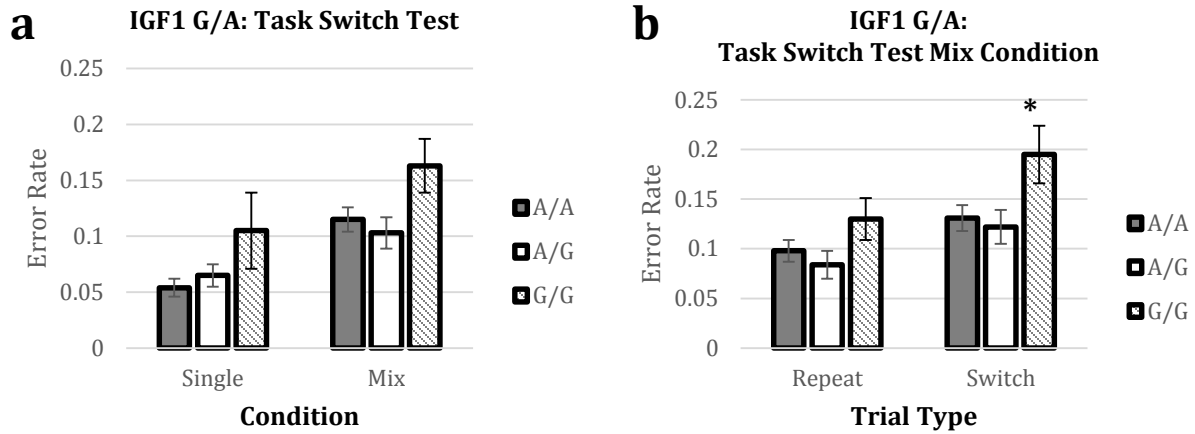 a
IGF1 G/A: Task Switch Test
0.25
0.2
0.15
0.1
0.05
0
Error Rate
Single
Mix
Condition
A/A
A/G
G/G
b
IGF1 G/A:
Task Switch Test Mix Condition
0.25
0.2
0.15
0.1
0.05
0
Error Rate
*
Repeat
Switch
Trial Type
A/A
A/G
G/G